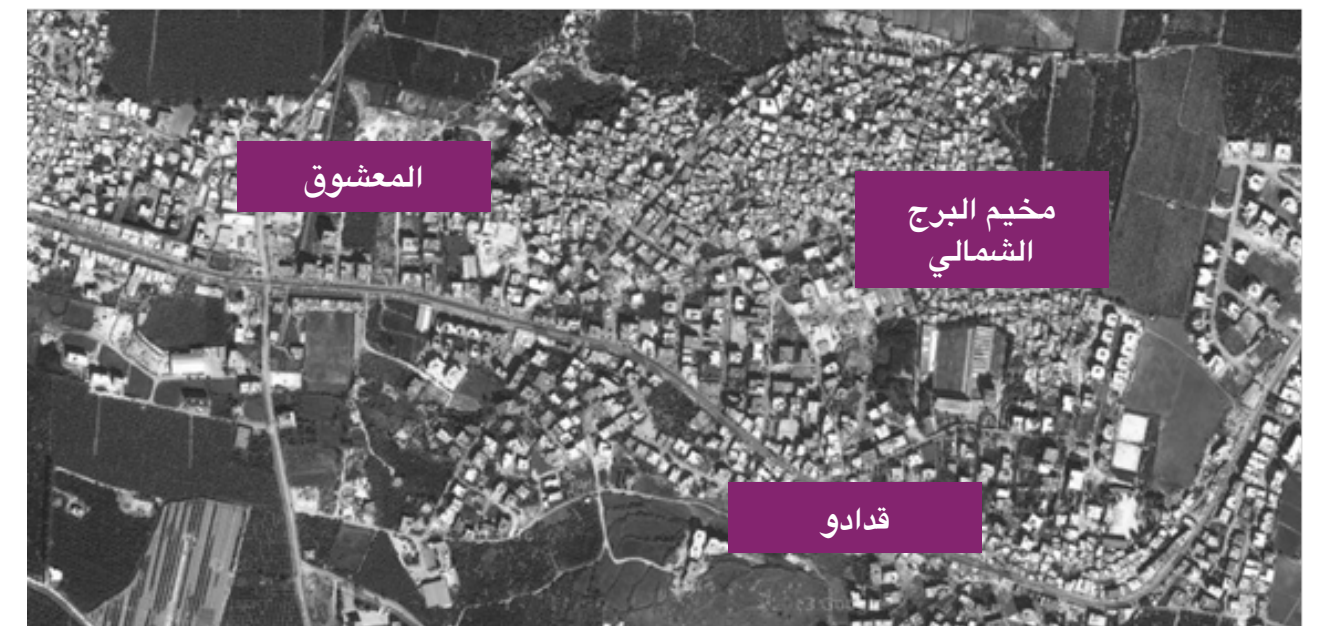 المعشوق
مخيم البرج
الشمالي
قدادو